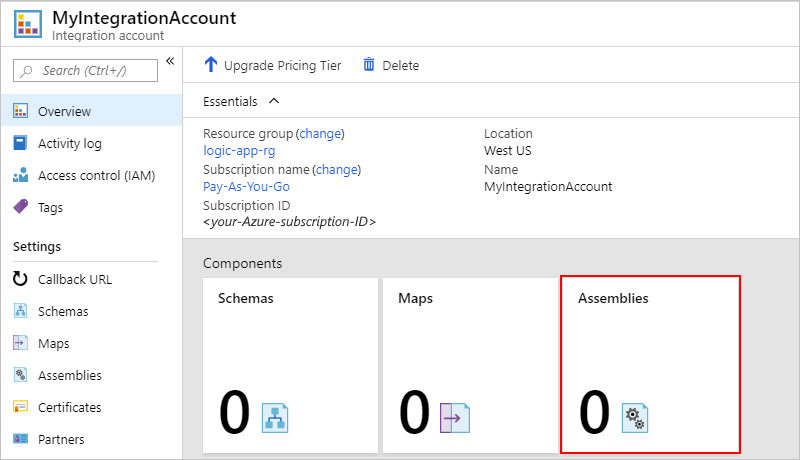 MyIntegrationAccount
Integration account
Search (Ctrl+/)
«
Overview
Activity log
Access control (IAM)
Tags
Settings
Callback URL
Schemas
Maps
Assemblies
Certificates
Partners
Upgrade Pricing Tier
Delete
Essentials
Resource group (change)
logic-app-rg
Subscription name (change)
Pay-As-You-Go
Subscription ID
<your-Azure-subscription-ID>
Location
West US
Name
MyIntegrationAccount
Components
Schemas
0
Maps
0
Assemblies
0